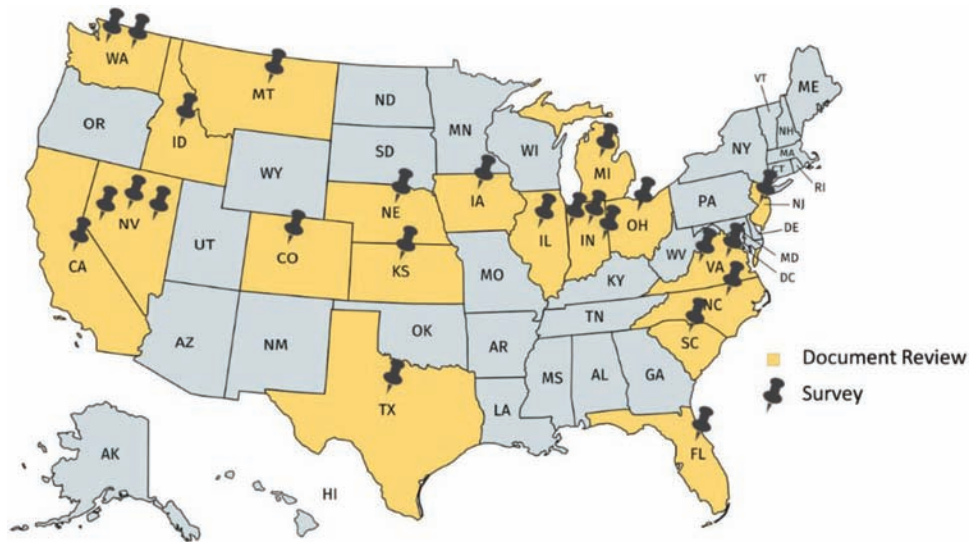 WA
MT
ND
MN
OR
ID
SD
WI
WY
NE
IA
MI
NV
UT
CO
KS
CA
MO
IL
IN
OH
KY
WV
VA
PA
NY
VT
NH
ME
MA
CT
RI
NJ
DE
MD
DC
NC
TN
SC
AZ
NM
OK
AR
TX
LA
MS
AL
GA
FL
AK
HI
Document Review
Survey